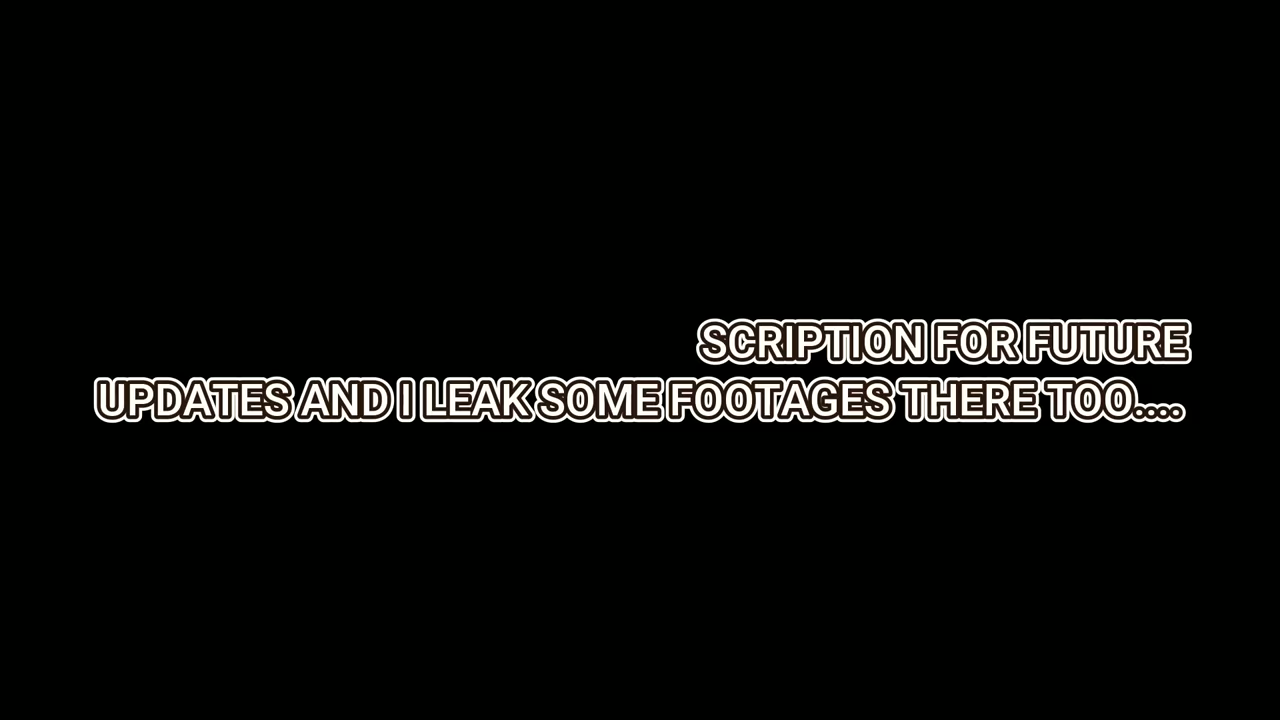 SCRIPTION FOR FUTURE
UPDATES AND I LEAK SOME FOOTAGES THERE TOO....